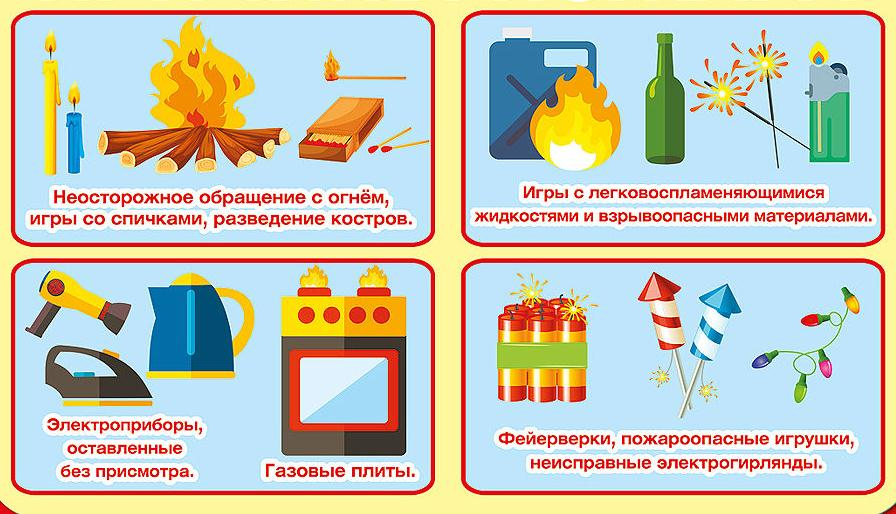 Неосторожное обращение с огнём,
игры со спичками, разведение костров.
Игры с легковоспламеняющимися
жидкостями и взрывоопасными материалами.
Электроприборы,
оставленные
без присмотра.
Газовые плиты.
Фейерверки, пожароопасные игрушки,
неисправные электрогирлянды.